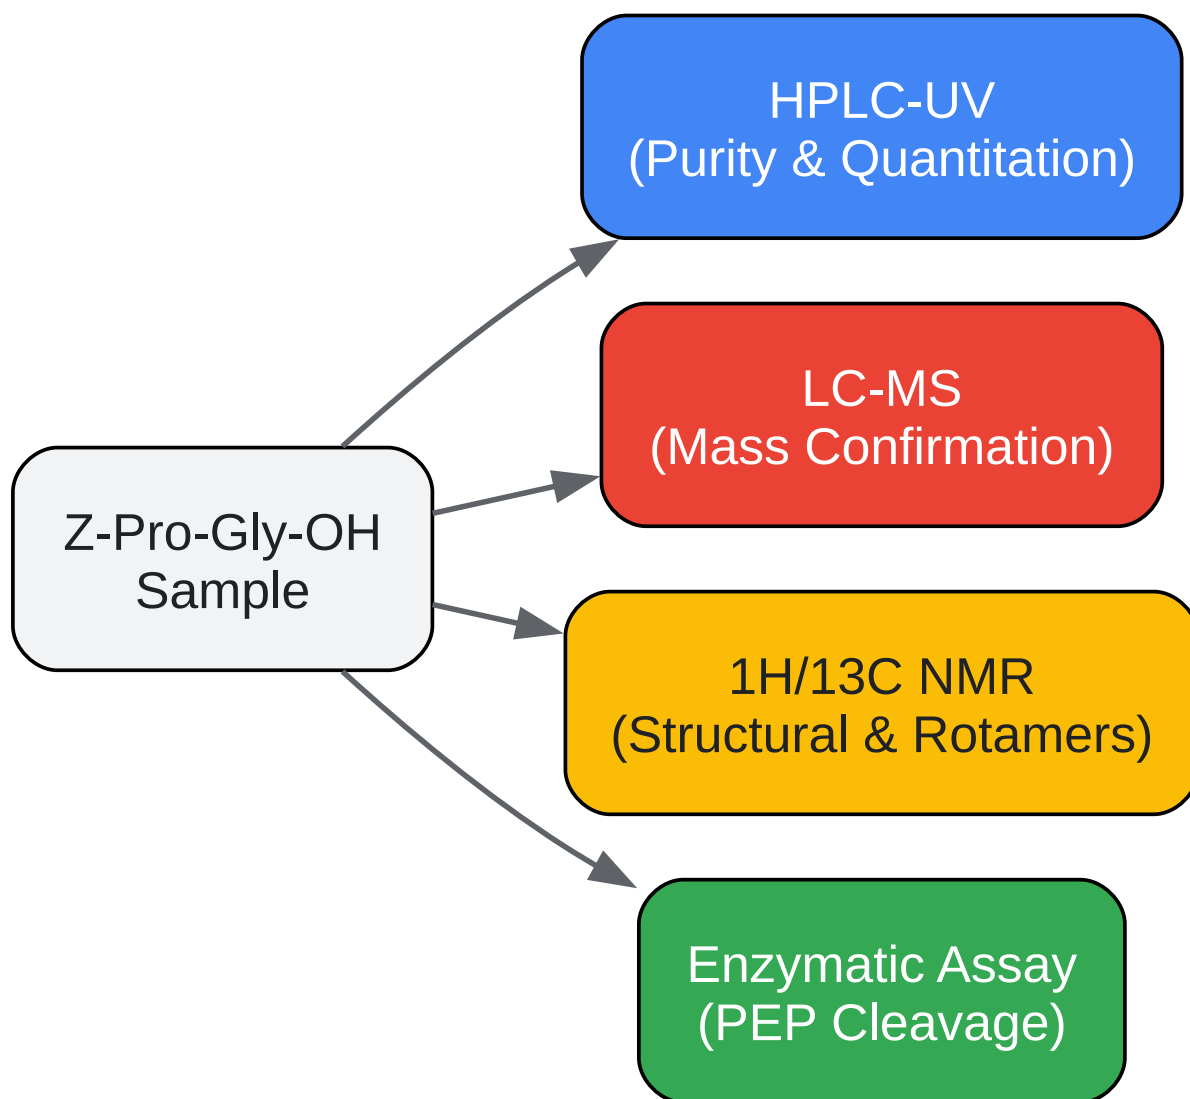 HPLC-UV
(Purity & Quantitation)
LC-MS
(Mass Confirmation)
Z-Pro-Gly-OH
Sample
1H/13C NMR
(Structural & Rotamers)
Enzymatic Assay
(PEP Cleavage)